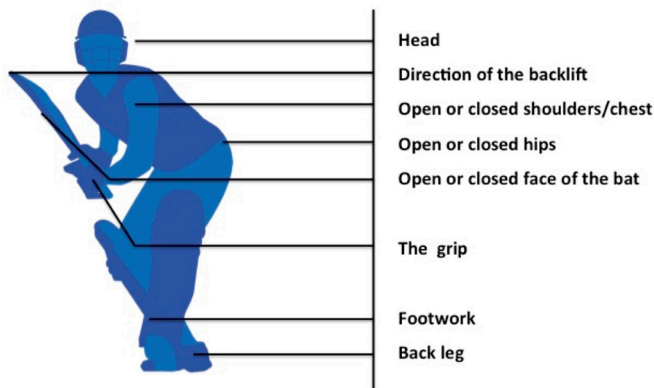 Head
Direction of the backlift
Open or closed shoulders/chest
Open or closed hips
Open or closed face of the bat
The grip
Footwork
Back leg